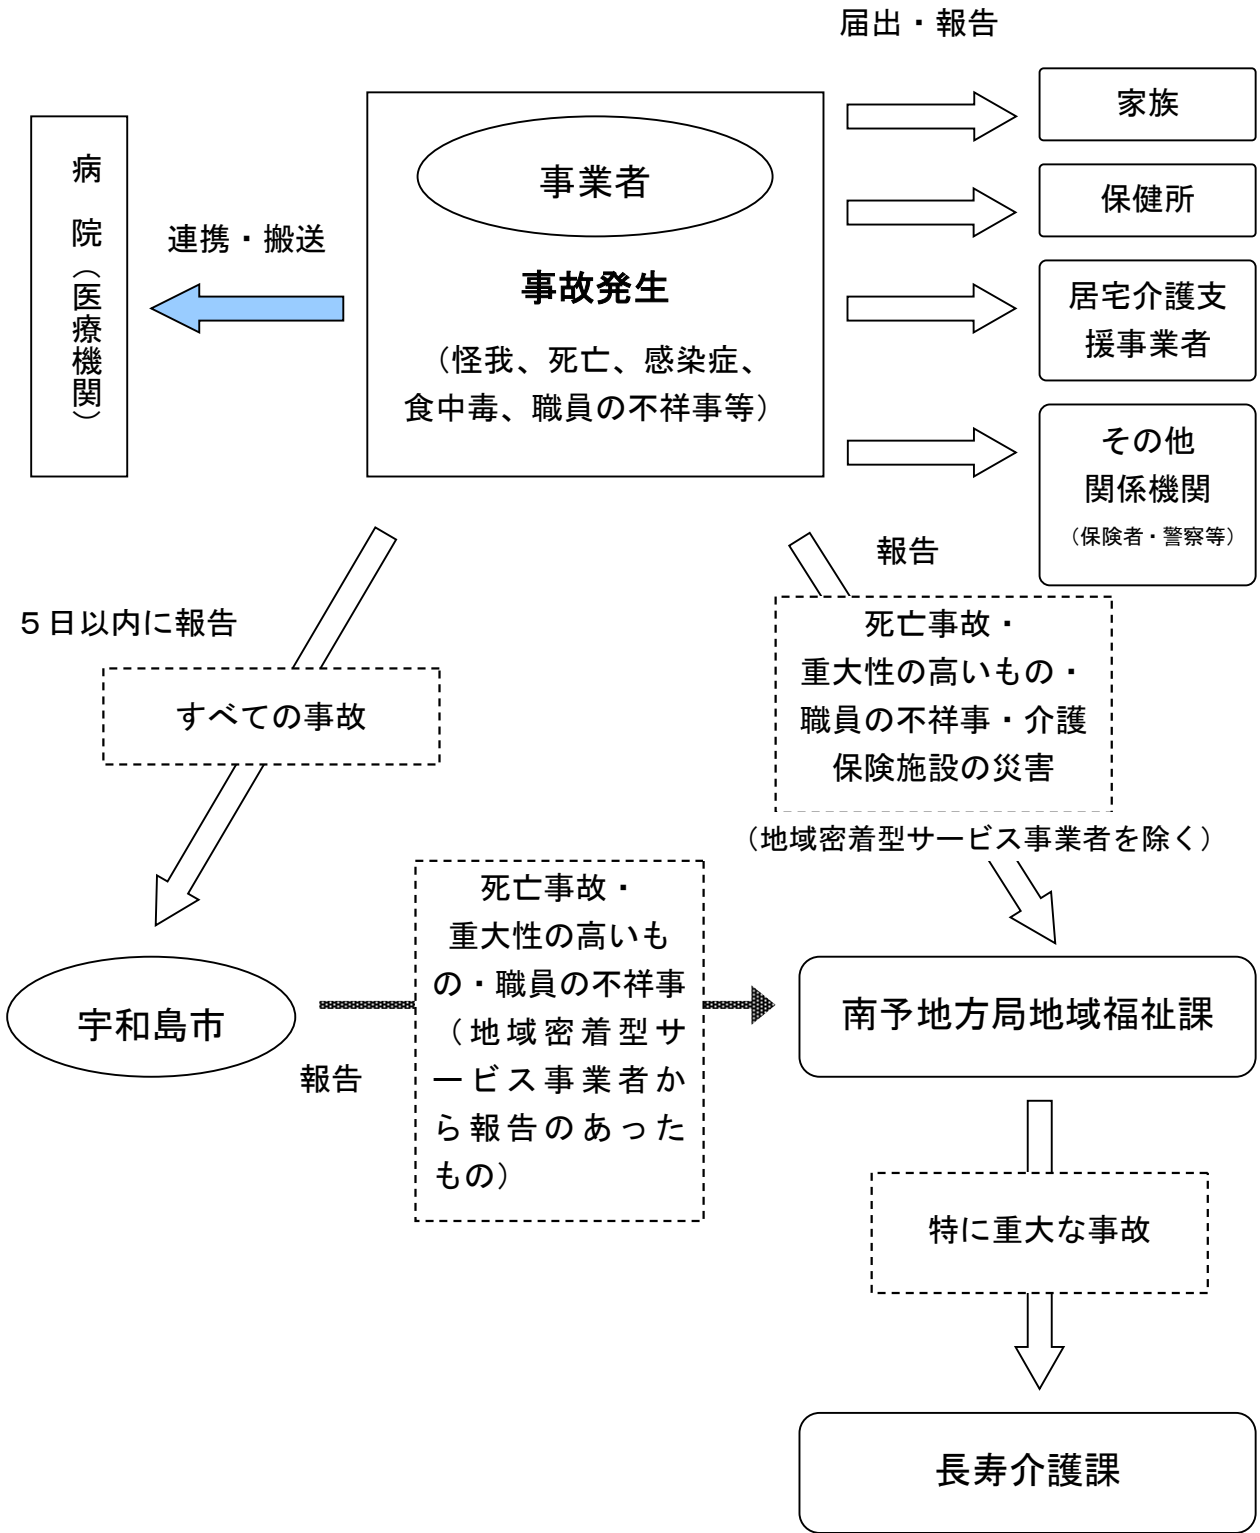 届出・報告
家族
病院（医療機関）
事業者
保健所
連携・搬送
事故発生
居宅介護支
援事業者
（怪我、死亡、感染症、
食中毒、職員の不祥事等）
その他
関係機関
（保険者・警察等）
報告
５日以内に報告
死亡事故・
重大性の高いもの・
職員の不祥事・介護
保険施設の災害
すべての事故
（地域密着型サービス事業者を除く）
死亡事故・
重大性の高いも
の・職員の不祥事
（地域密着型サ
ービス事業者か
ら報告のあった
もの）
宇和島市
報告
南予地方局地域福祉課
特に重大な事故
長寿介護課